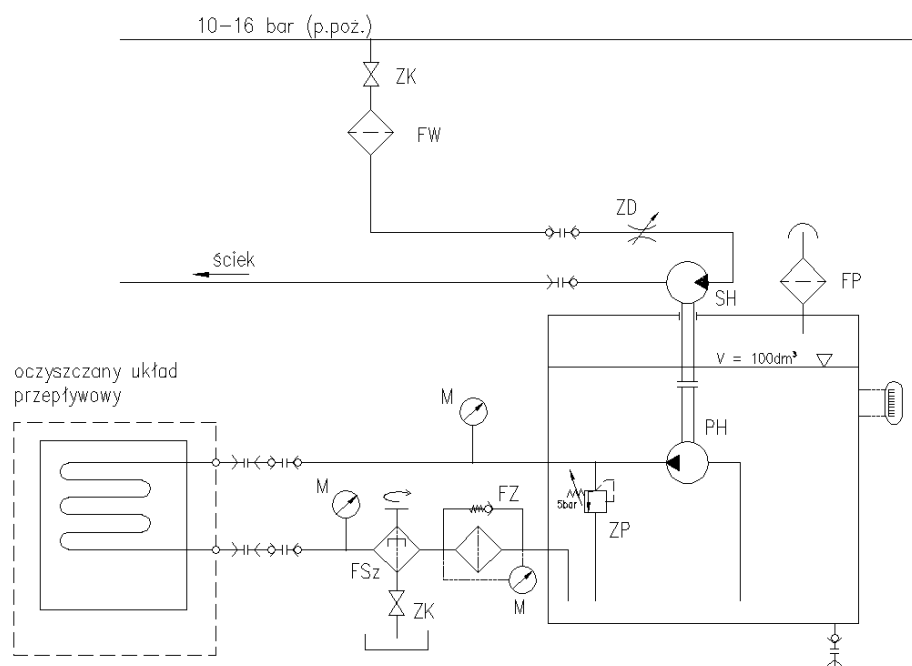 10-16 bar (p.poż.)
ZK
FW
ZD
ściek
SH
FP
V = 100dm³
oczyszczany układ
przepływowy
M
PH
M
FZ
5bar
ZP
FSz
ZK
M